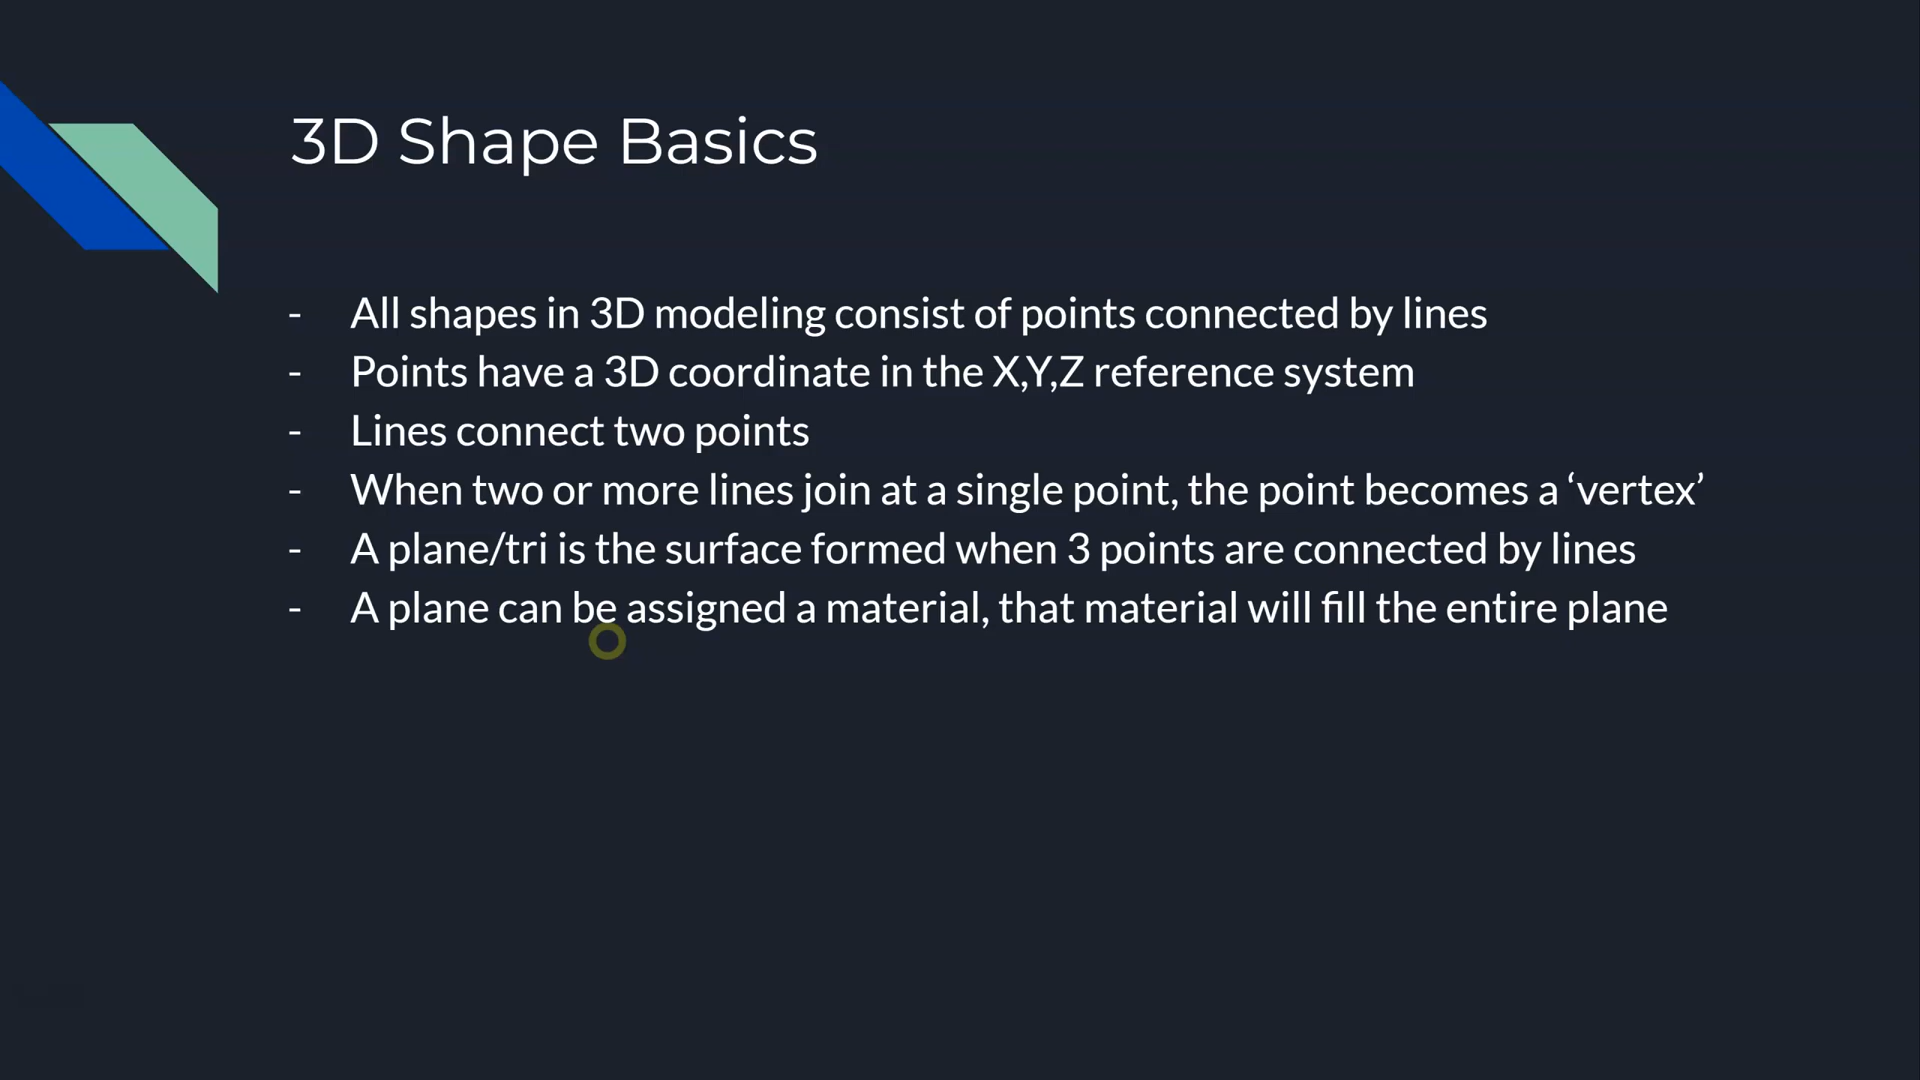 3D Shape Basics
- All shapes in 3D modeling consist of points connected by lines
- Points have a 3D coordinate in the X,Y,Z reference system
- Lines connect two points
- When two or more lines join at a single point, the point becomes a ‘vertex’
- A plane/tri is the surface formed when 3 points are connected by lines
- A plane can be assigned a material, that material will fill the entire plane